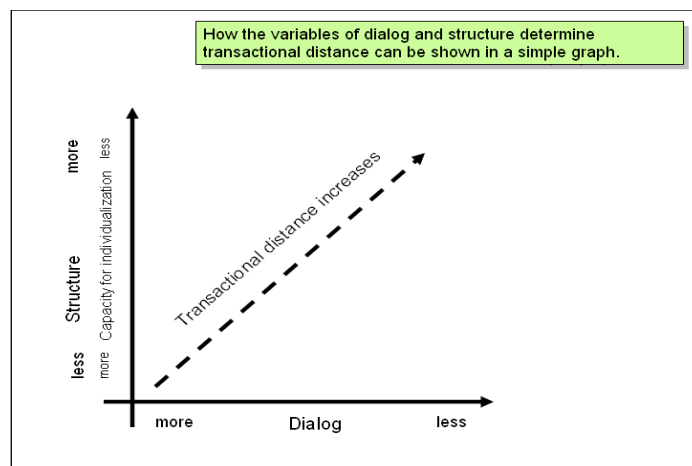 How the variables of dialog and structure determine
transactional distance can be shown in a simple graph.
less Structure more
more Capacity for individualization less
Transactional distance increases
more Dialog less